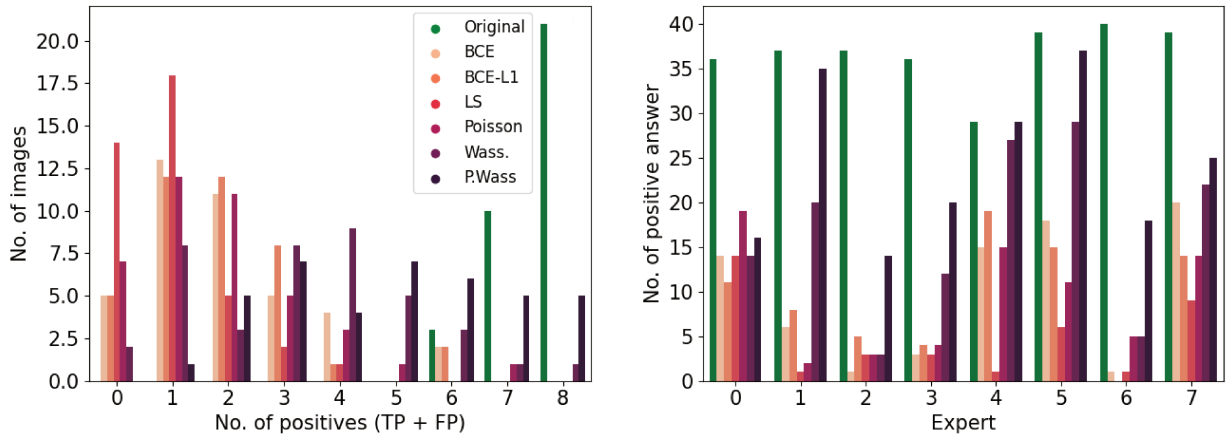 No. of images
20.0
17.5
15.0
12.5
10.0
7.5
5.0
2.5
0.0
0 1 2 3 4 5 6 7 8
No. of positives (TP + FP)
Original
BCE
BCE-L1
LS
Poisson
Wass.
P.Wass
No. of positive answer
40
35
30
25
20
15
10
5
0
0 1 2 3 4 5 6 7
Expert